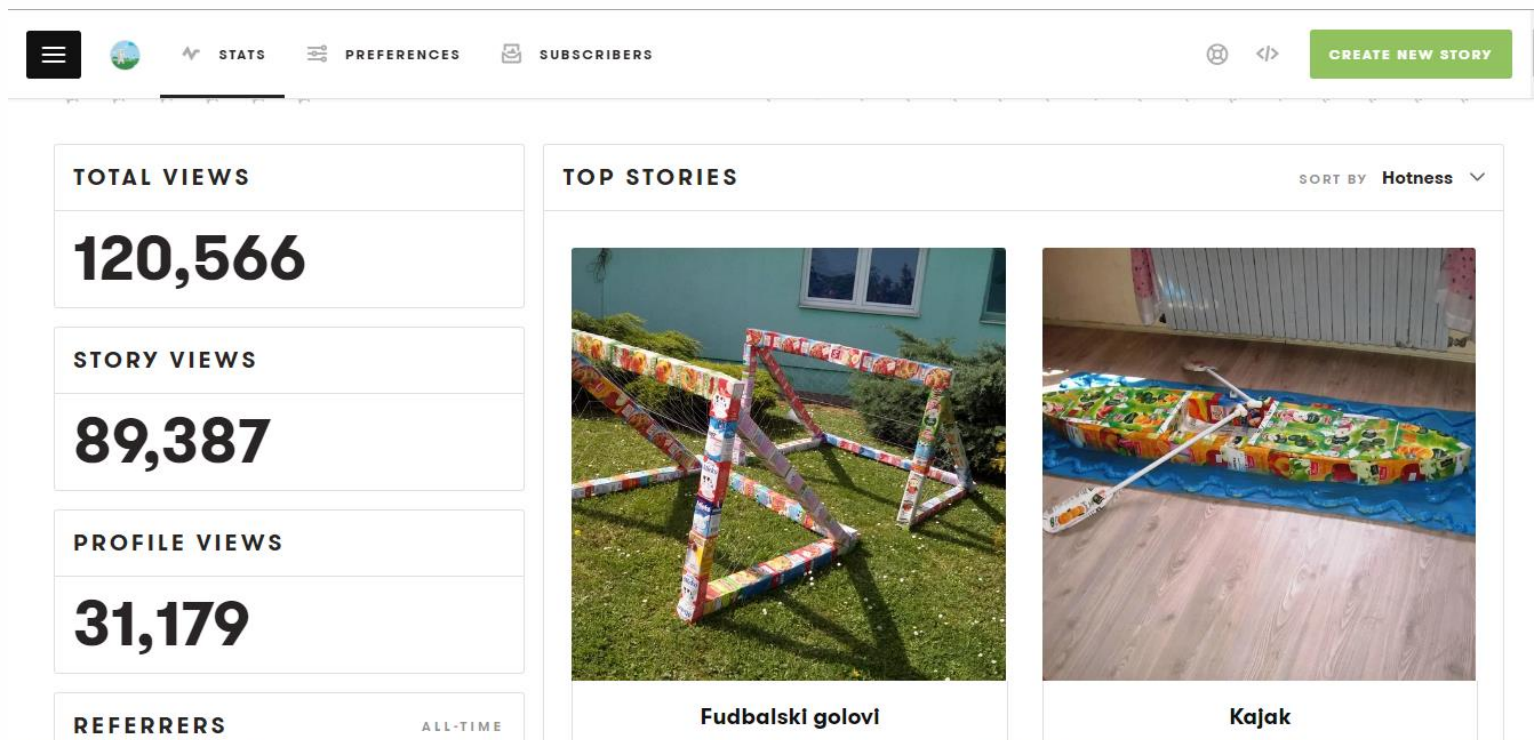 STATS PREFERENCES SUBSCRIBERS CREATE NEW STORY
TOTAL VIEWS
120,566
STORY VIEWS
89,387
PROFILE VIEWS
31,179
REFERRERS ALL-TIME
TOP STORIES SORT BY Hotness
Fudbalski golovi
Kajak